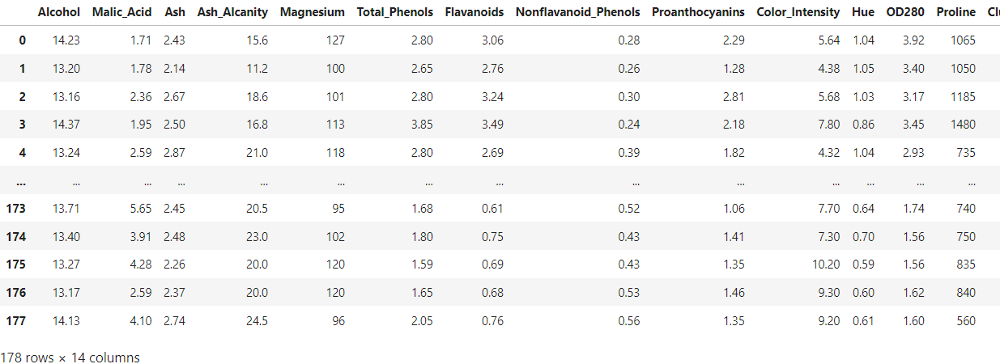 Alcohol Malic_Acid Ash Ash_Alcanity Magnesium Total_Phenols Flavanoids Nonflavanoid_Phenols Proanthocyanins Color_Intensity Hue OD280 Proline
0 14.23 1.71 2.43 15.6 127 2.80 3.06 0.28 2.29 5.64 1.04 3.92 1065
1 13.20 1.78 2.14 11.2 100 2.65 2.76 0.26 1.28 4.38 1.05 3.40 1050
2 13.16 2.36 2.67 18.6 101 2.80 3.24 0.30 2.81 5.68 1.03 3.17 1185
3 14.37 1.95 2.50 16.8 113 3.85 3.49 0.24 2.18 7.80 0.86 3.45 1480
4 13.24 2.59 2.87 21.0 118 2.80 2.69 0.39 1.82 4.32 1.04 2.93 735
... ... ... ... ... ... ... ... ... ... ... ... ... ...
173 13.71 5.65 2.45 20.5 95 1.68 0.61 0.52 1.06 7.70 0.64 1.74 740
174 13.40 3.91 2.48 23.0 102 1.80 0.75 0.43 1.41 7.30 0.70 1.56 750
175 13.27 4.28 2.26 20.0 120 1.59 0.69 0.43 1.35 10.20 0.59 1.56 835
176 13.17 2.59 2.37 20.0 120 1.65 0.68 0.53 1.46 9.30 0.60 1.62 840
177 14.13 4.10 2.74 24.5 96 2.05 0.76 0.56 1.35 9.20 0.61 1.60 560
178 rows × 14 columns